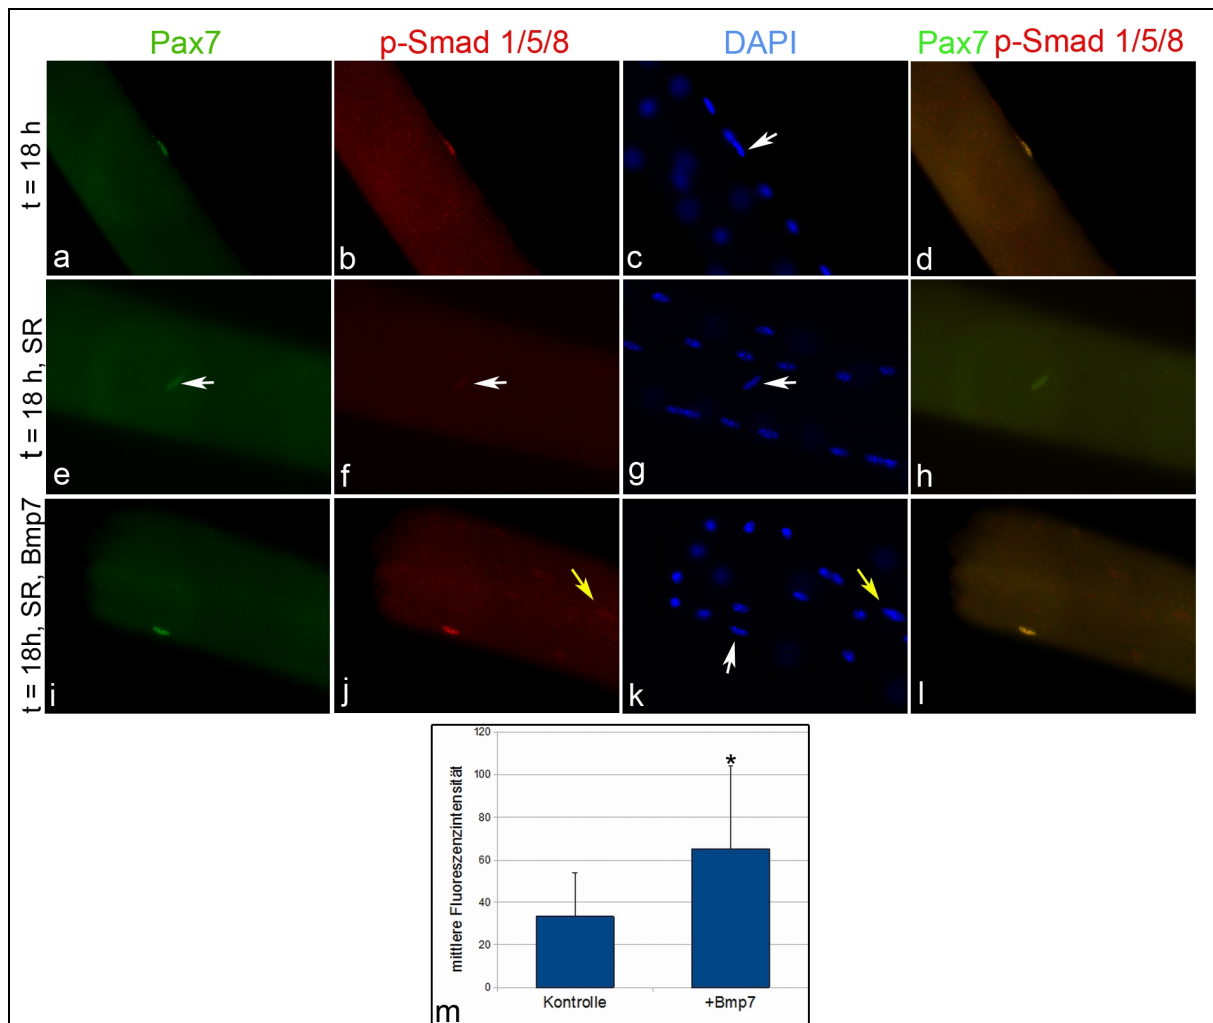 Pax7 p-Smad 1/5/8 DAPI Pax7 p-Smad 1/5/8
t = 18 h
a b c d
t = 18 h, SR
e f g h
t = 18h, SR, Bmp7
i j k l
120
100
80
60
40
20
0
mittlere Fluoreszenzintensität
*
Kontrolle +Bmp7
m